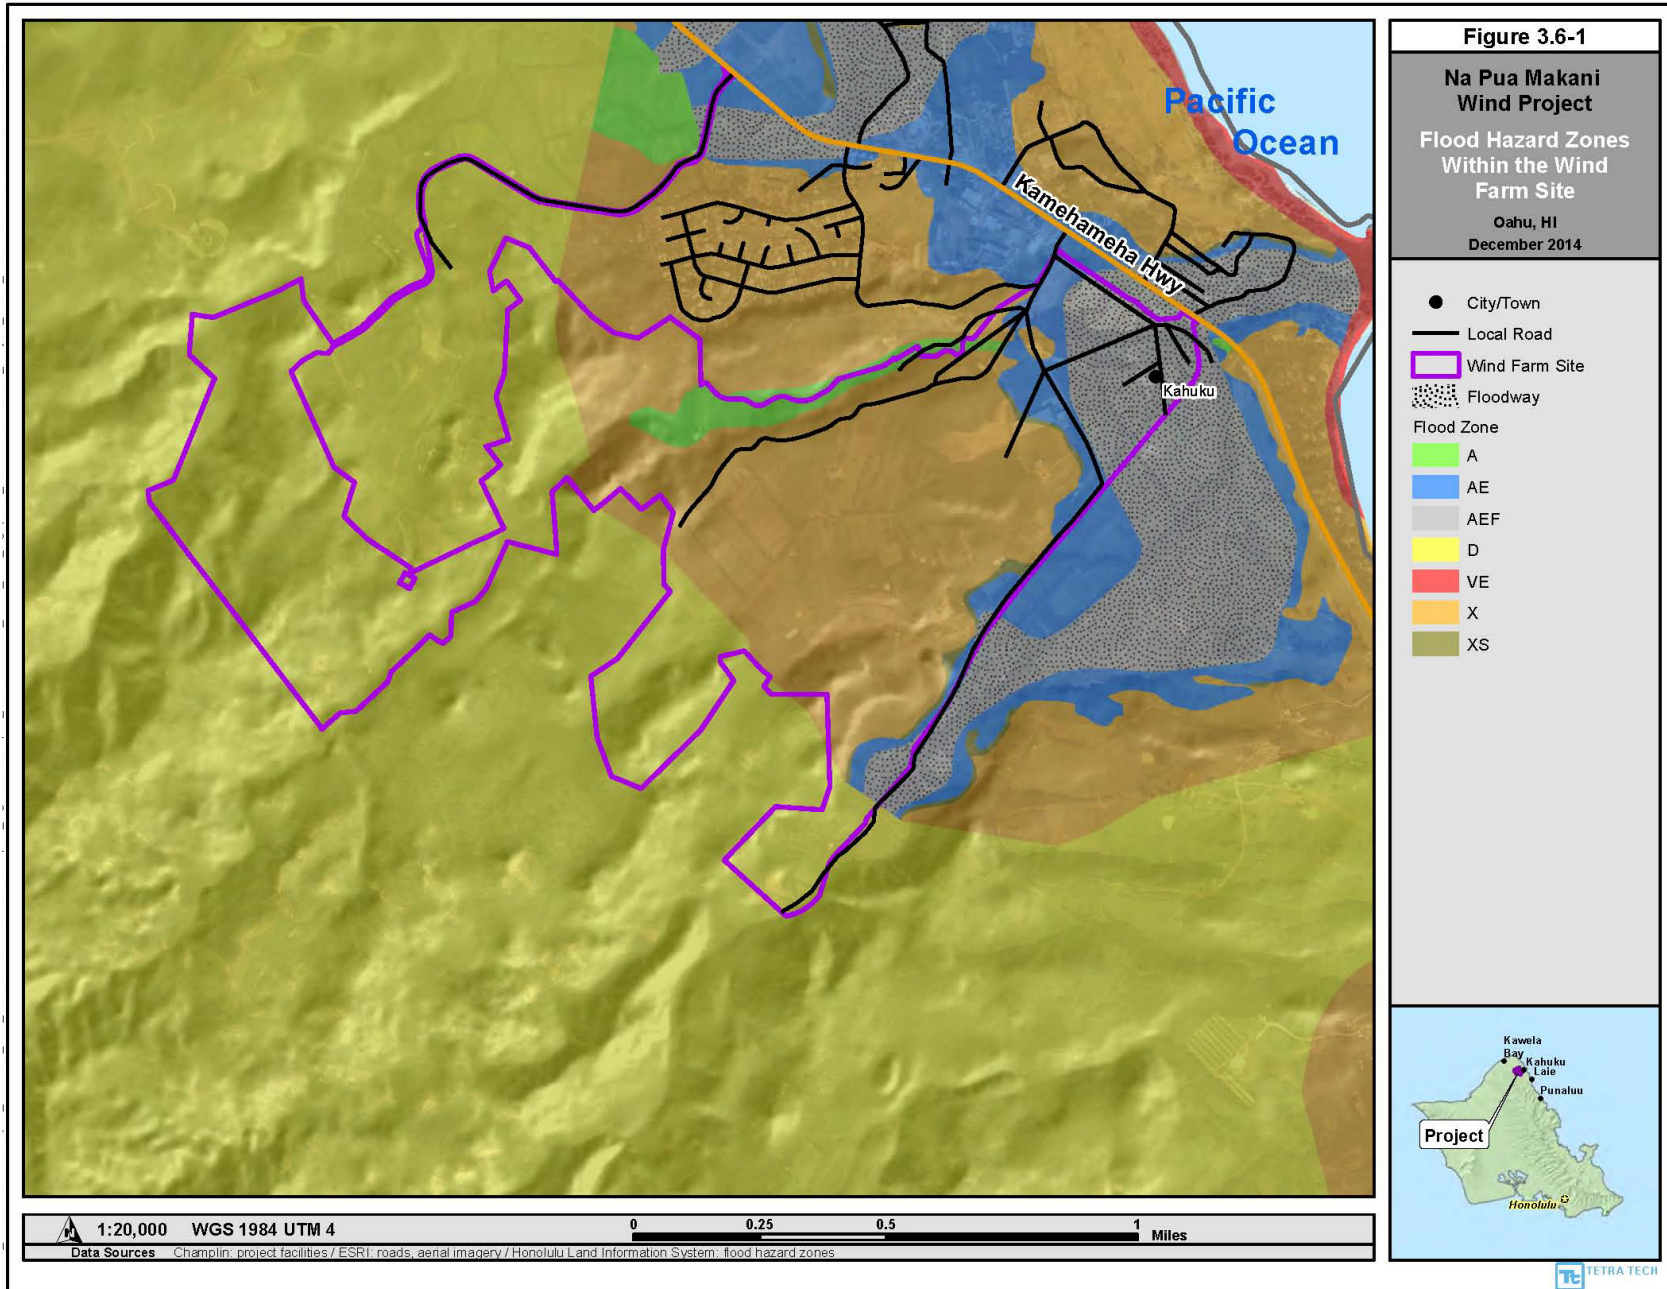 Figure 3.6-1
Na Pua Makani
Wind Project
Flood Hazard Zones
Within the Wind
Farm Site
Oahu, HI
December 2014
City/Town
Local Road
Wind Farm Site
Floodway
Flood Zone
A
AE
AEF
D
VE
X
XS
Pacific
Ocean
Kamehameha Hwy
Kahuku
Kawela
Bay
Kahuku
Laie
Punaluu
Project
Honolulu
N
1:20,000 WGS 1984 UTM 4
0 0.25 0.5 1
Miles
Data Sources Champlin: project facilities / ESRI: roads, aerial imagery / Honolulu Land Information System: flood hazard zones
Tt TETRA TECH